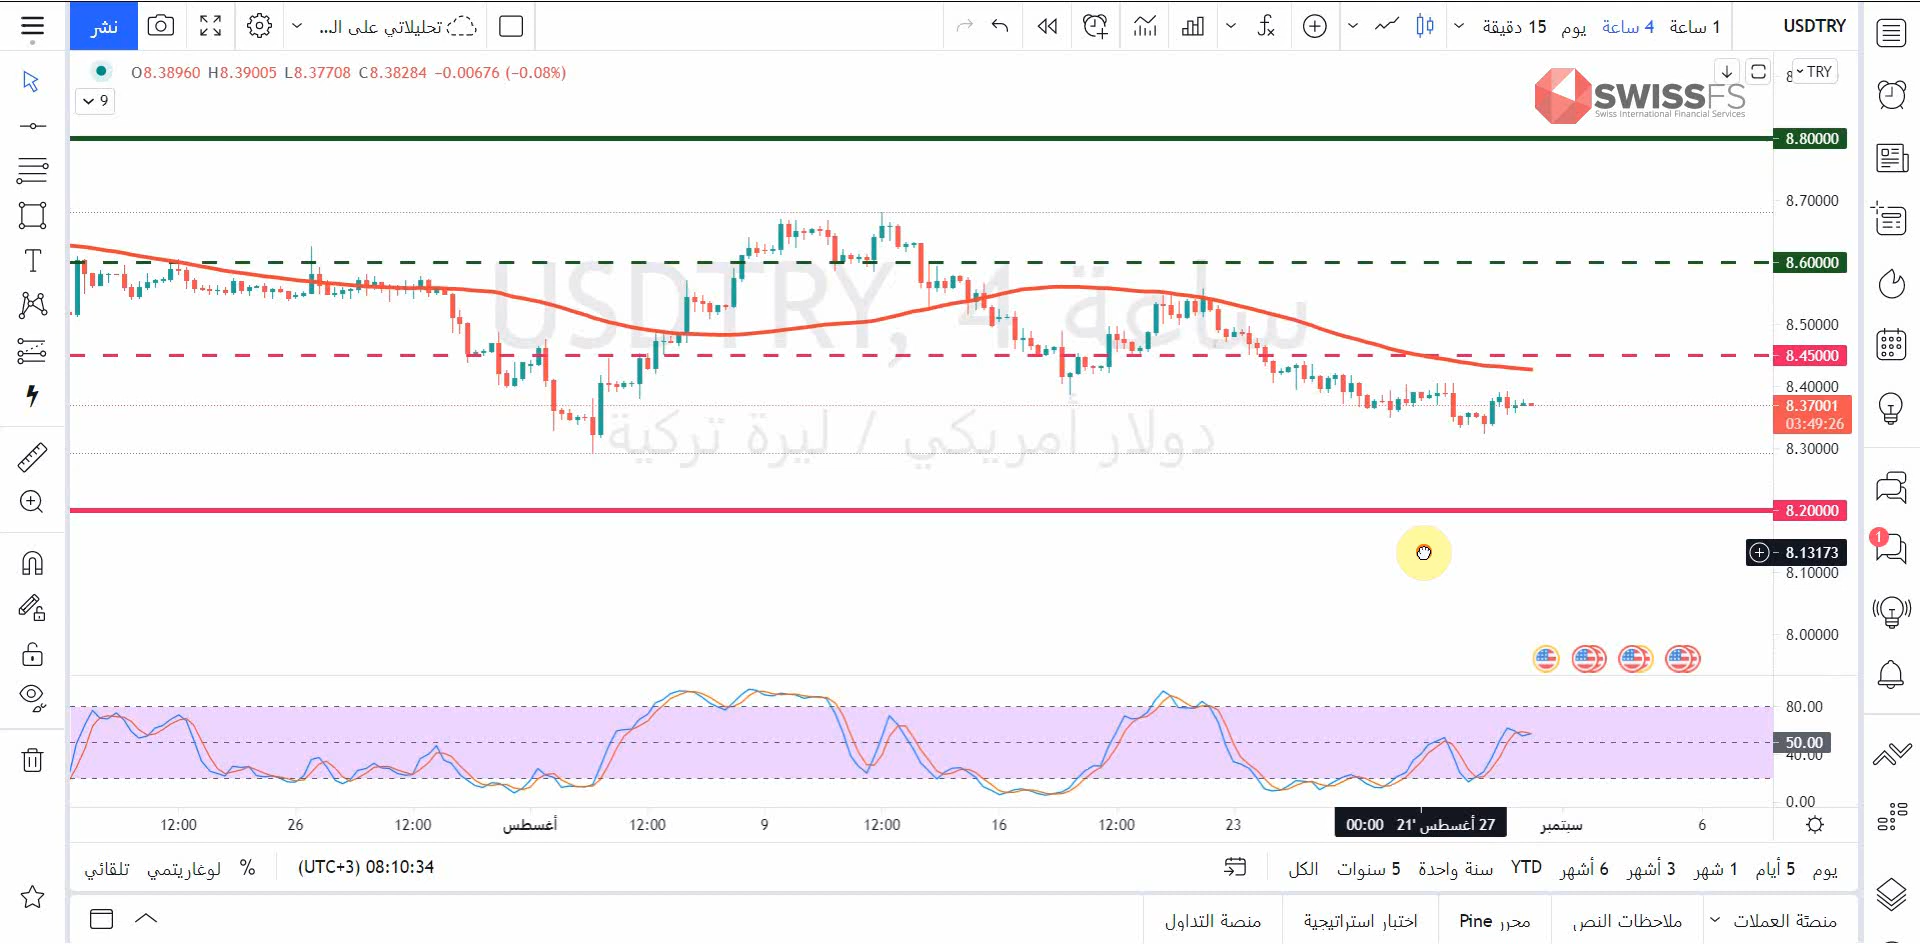 نشر
تحليلاتي على الـ...
15 دقيقة
يوم
4 ساعة
1 ساعة
USDTRY
O8.38960 H8.39005 L8.37708 C8.38284 −0.00676 (−0.08%)
9
SWISSFS
Swiss International Financial Services
TRY
8.80000
8.70000
8.60000
8.50000
8.45000
8.40000
8.37001
03:49:26
8.30000
8.20000
8.13173
8.10000
8.00000
USDTRY, 4 ساعة
دولار أمريكي / ليرة تركية
1
80.00
50.00
40.00
0.00
12:00 26 12:00 أغسطس 12:00 9 12:00 16 12:00 23
27 أغسطس '21 00:00
سبتمبر 6
تلقائي لوغاريتمي %
(UTC+3) 08:10:34
يوم 5 أيام 1 شهر 3 أشهر 6 أشهر YTD سنة واحدة 5 سنوات الكل
منصّة العملات ملاحظات النص محرر Pine اختبار استراتيجية منصة التداول